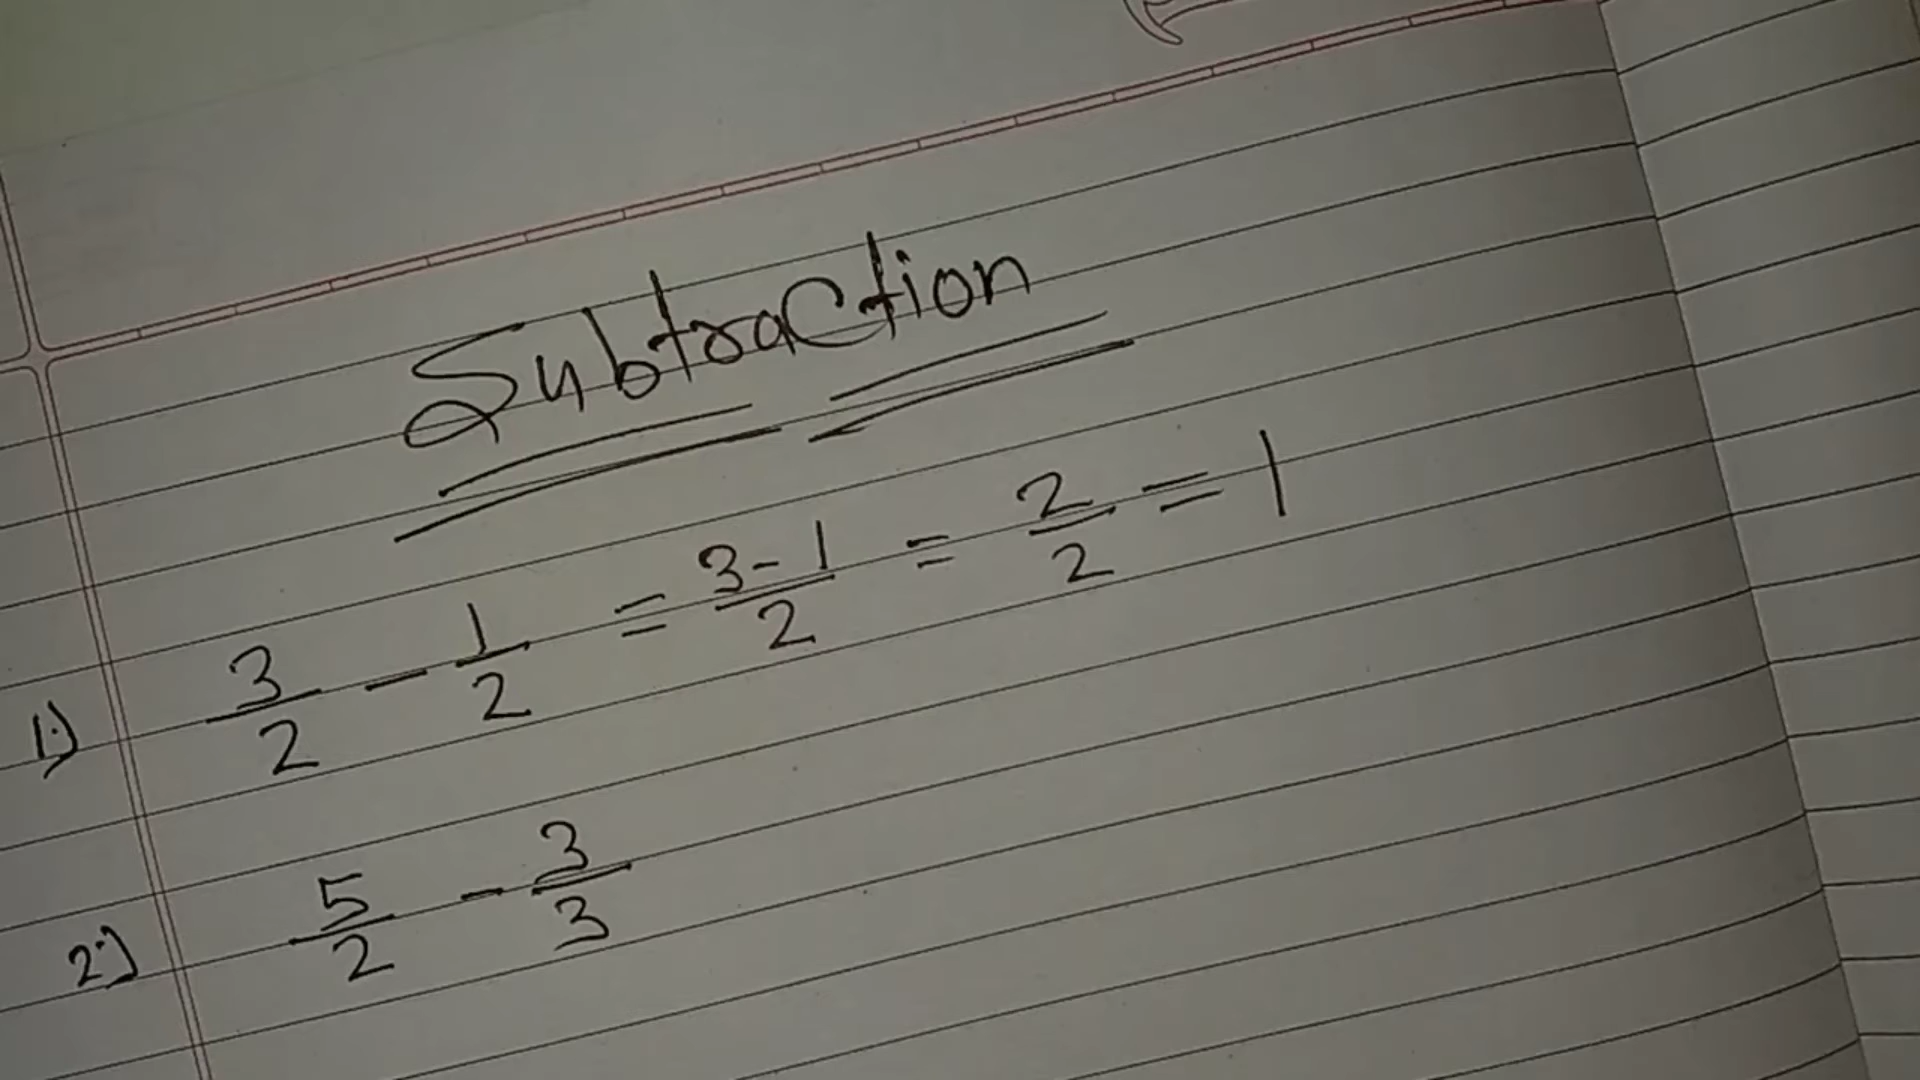 Subtraction
1.) 3/2 - 1/2 = 3-1/2 = 2/2 = 1
2.) 5/2 - 3/3